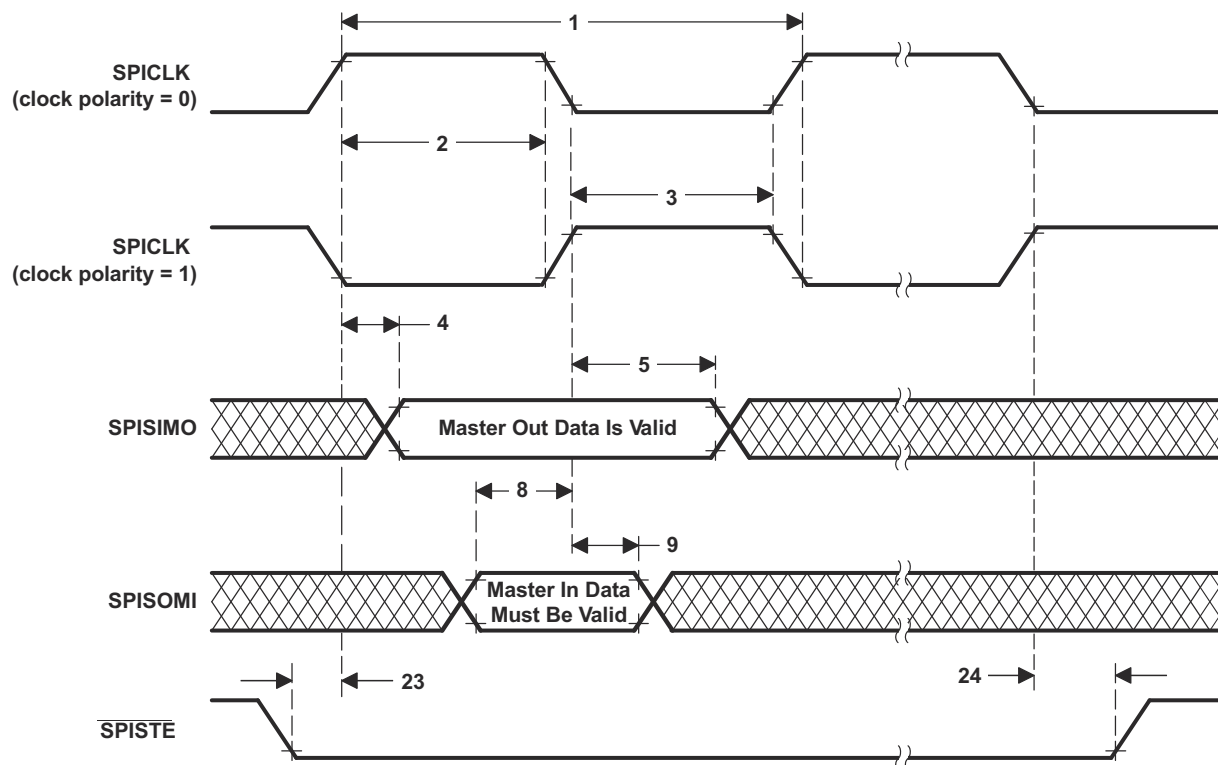 1
SPICLK
(clock polarity = 0)
2
3
SPICLK
(clock polarity = 1)
4
5
SPISIMO
Master Out Data Is Valid
8
9
SPISOMI
Master In Data
Must Be Valid
23
24
SPISTE